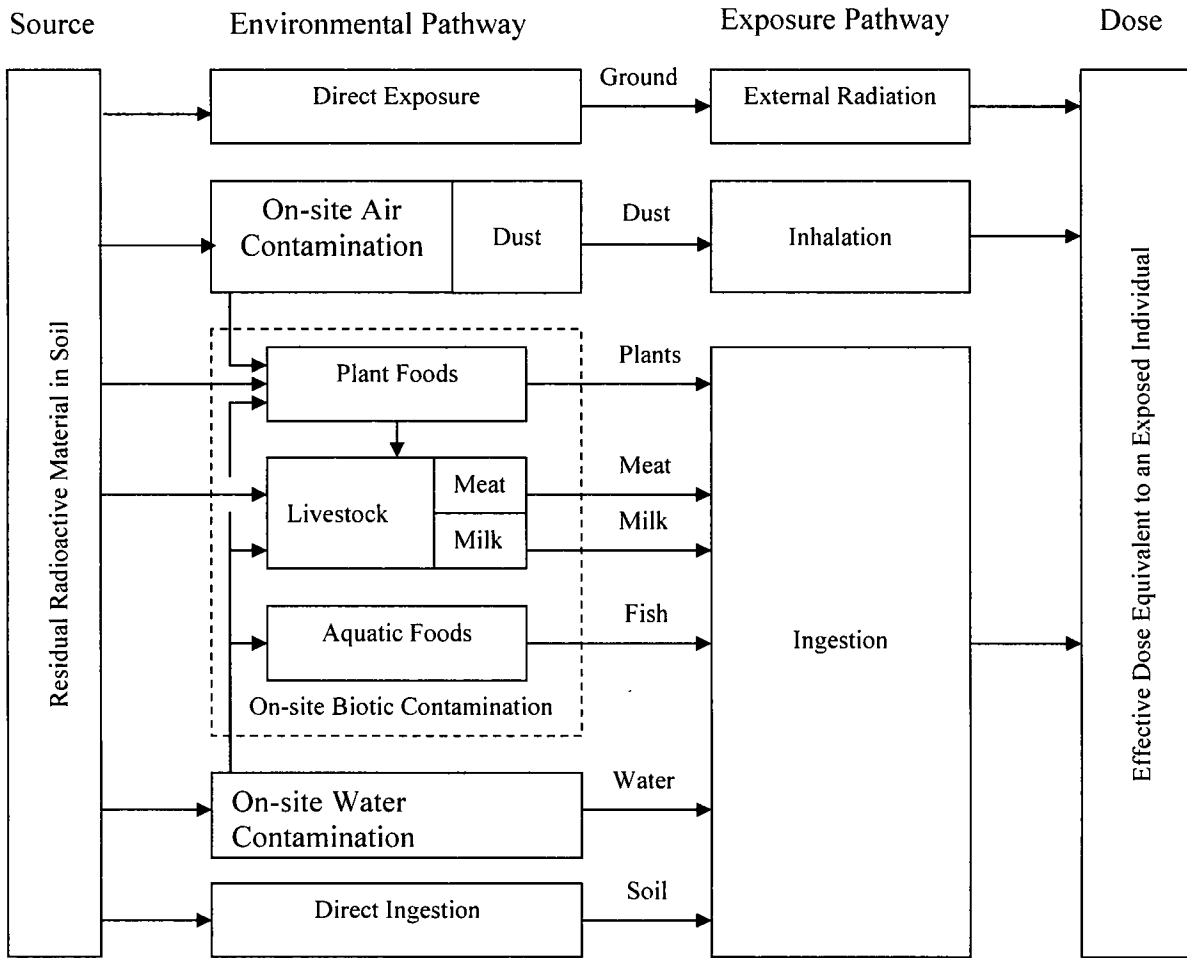 Source
Environmental Pathway
Exposure Pathway
Dose
Residual Radioactive Material in Soil
Direct Exposure
Ground
External Radiation
On-site Air
Contamination
Dust
Dust
Inhalation
Plant Foods
Plants
Livestock
Meat
Milk
Meat
Milk
Aquatic Foods
Fish
On-site Biotic Contamination
On-site Water
Contamination
Water
Direct Ingestion
Soil
Ingestion
Effective Dose Equivalent to an Exposed Individual